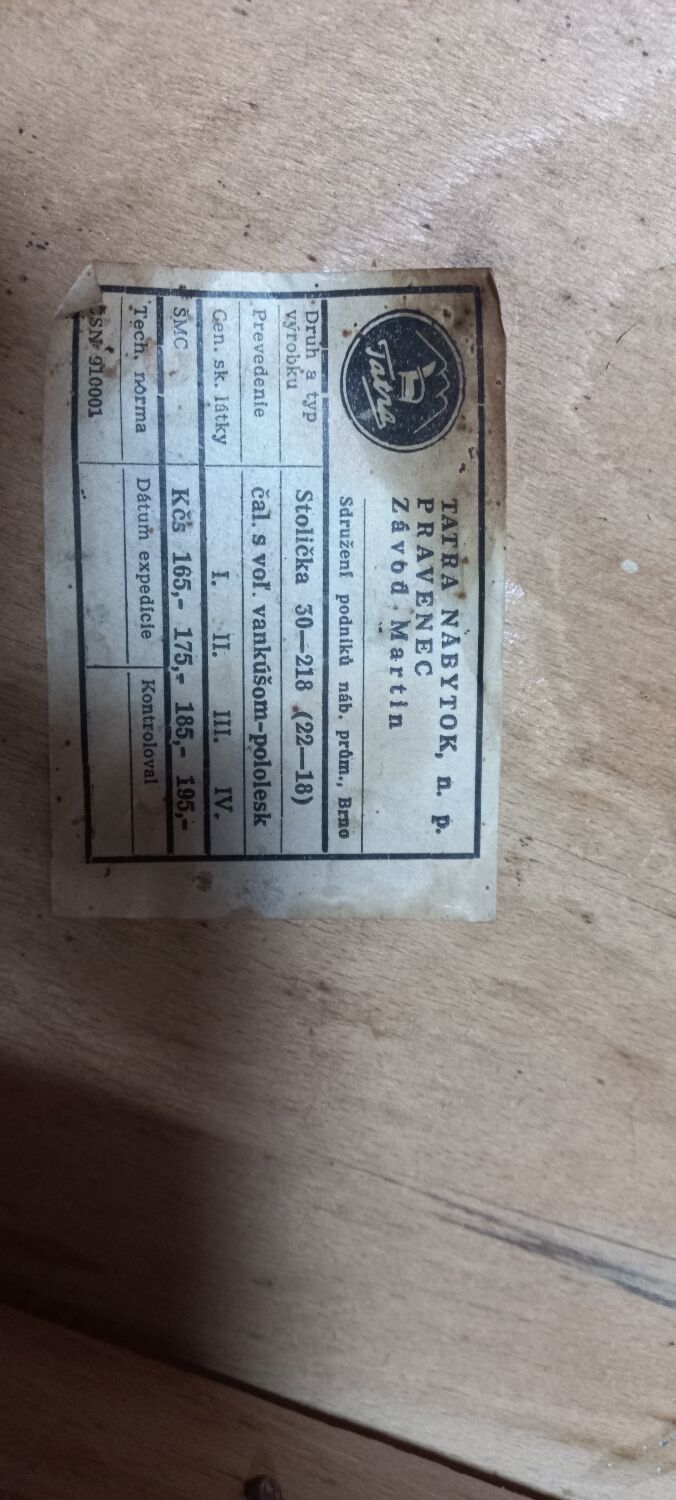 Tatra
TATRA NÁBYTOK, n. p.
PRAVENEC
Závod Martin
Sdružení podniků náb. prům., Brno
Druh a typ výrobku Stolička 30—218 (22—18)
Prevedenie čal. s voľ. vankúšom-pololesk
Cen. sk. látky I. II. III. IV.
ŠMC Kčs 165,- 175,- 185,- 195,-
Tech. norma Dátum expedície Kontroloval
ČSN 910001